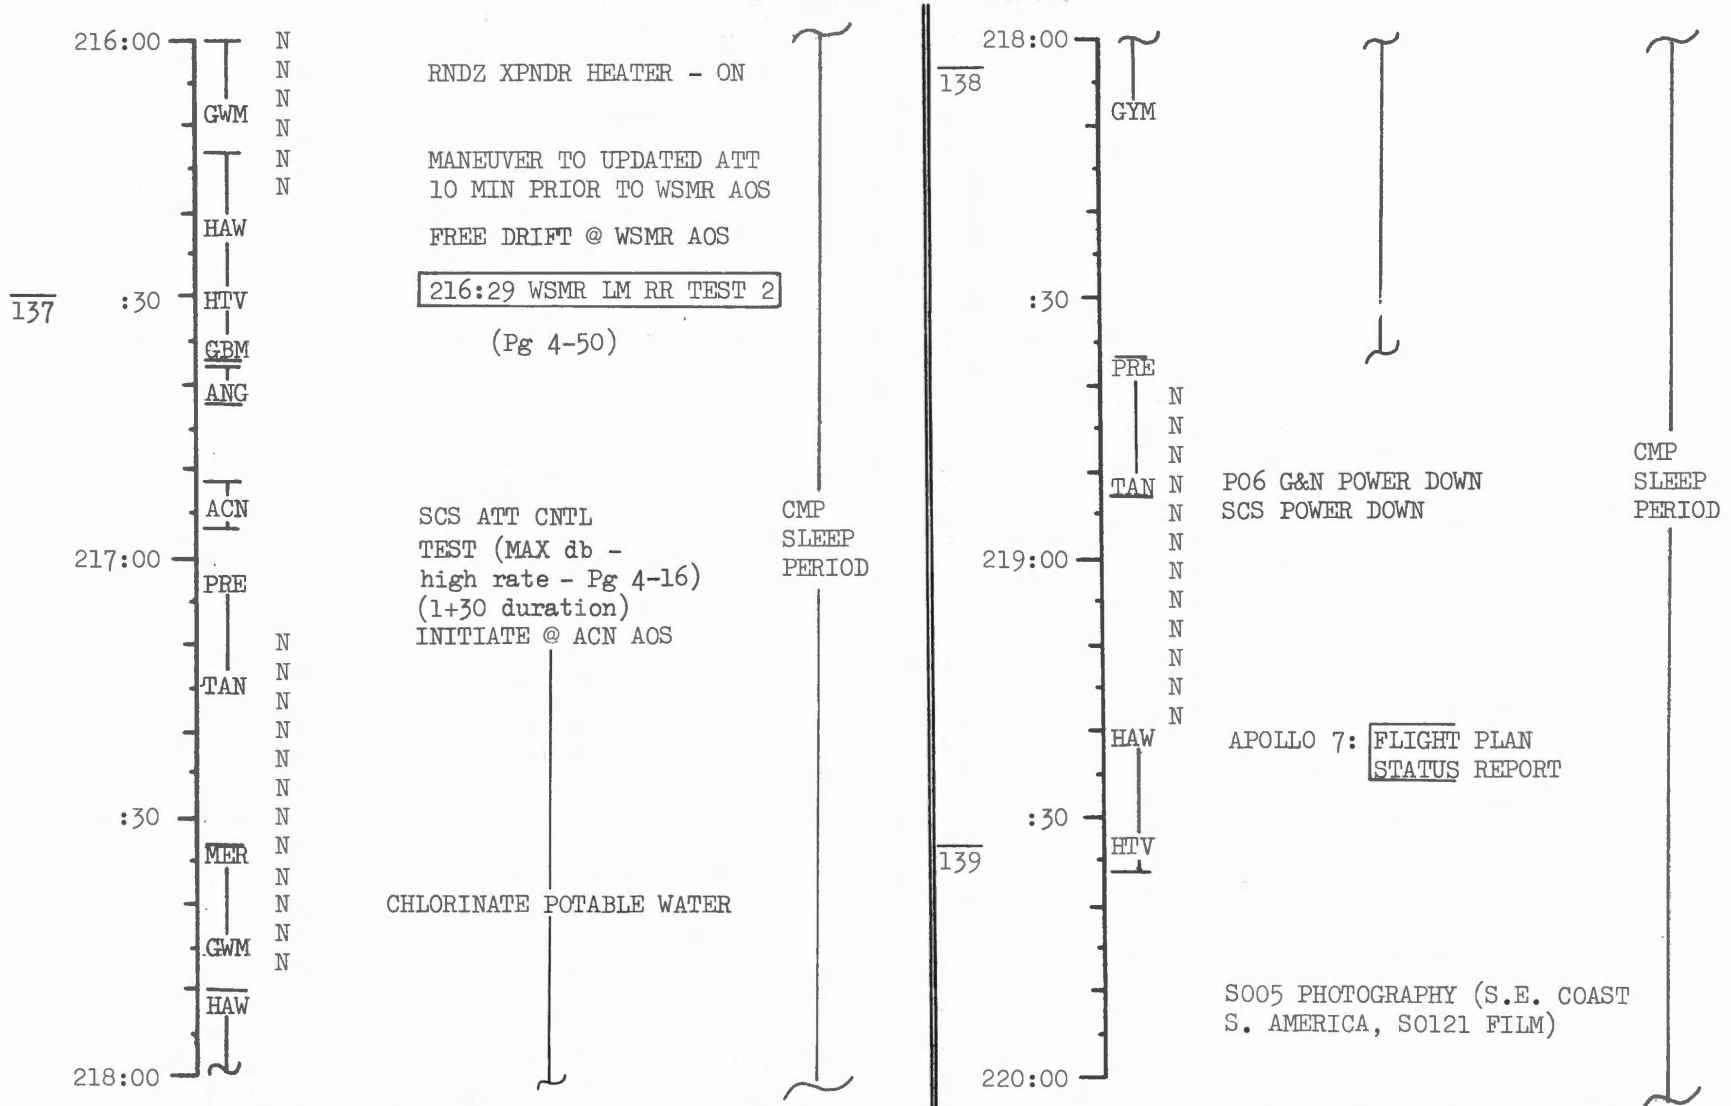 216:00
N
N
RNDZ XPNDR HEATER - ON
N
GWM
N
MANEUVER TO UPDATED ATT
N
10 MIN PRIOR TO WSMR AOS
N
HAW
FREE DRIFT @ WSMR AOS
137
:30
HTV
216:29 WSMR LM RR TEST 2
GBM
(Pg 4-50)
ANG
ACN
SCS ATT CNTL
TEST (MAX db -
high rate - Pg 4-16)
(1+30 duration)
INITIATE @ ACN AOS
CMP
SLEEP
PERIOD
217:00
PRE
N
N
TAN
N
N
N
N
:30
N
N
MER
N
N
CHLORINATE POTABLE WATER
N
GWM
N
HAW
218:00
218:00
138
GYM
:30
PRE
N
N
N
TAN
N
P06 G&N POWER DOWN
SCS POWER DOWN
N
N
CMP
SLEEP
PERIOD
219:00
N
N
N
N
N
N
HAW
APOLLO 7: FLIGHT PLAN
STATUS REPORT
:30
139
HTV
S005 PHOTOGRAPHY (S.E. COAST
S. AMERICA, SO121 FILM)
220:00